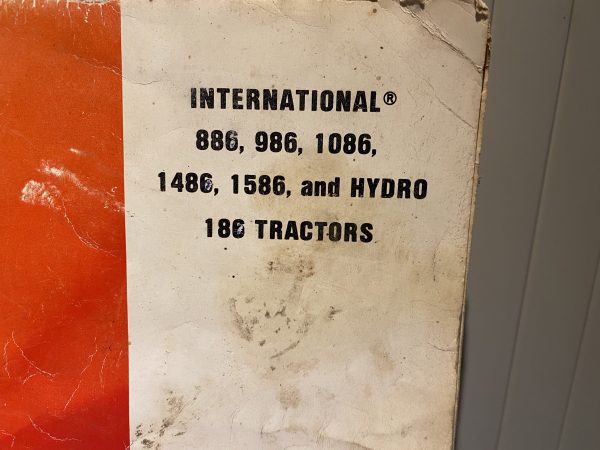 INTERNATIONAL®
886, 986, 1086,
1486, 1586, and HYDRO
186 TRACTORS